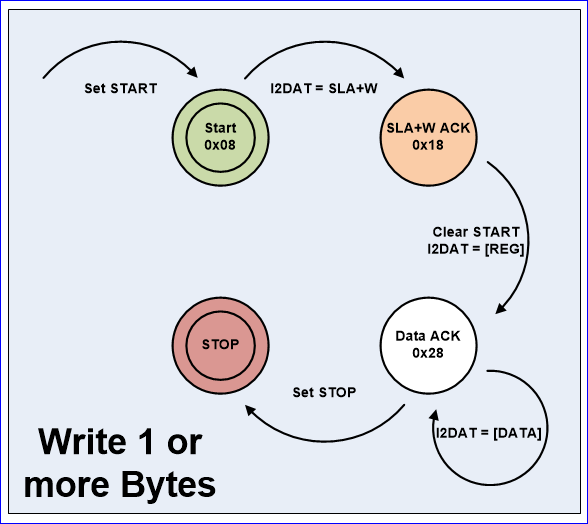 Set START
I2DAT = SLA+W
Start
0x08
SLA+W ACK
0x18
Clear START
I2DAT = [REG]
STOP
Data ACK
0x28
Set STOP
I2DAT = [DATA]
Write 1 or
more Bytes